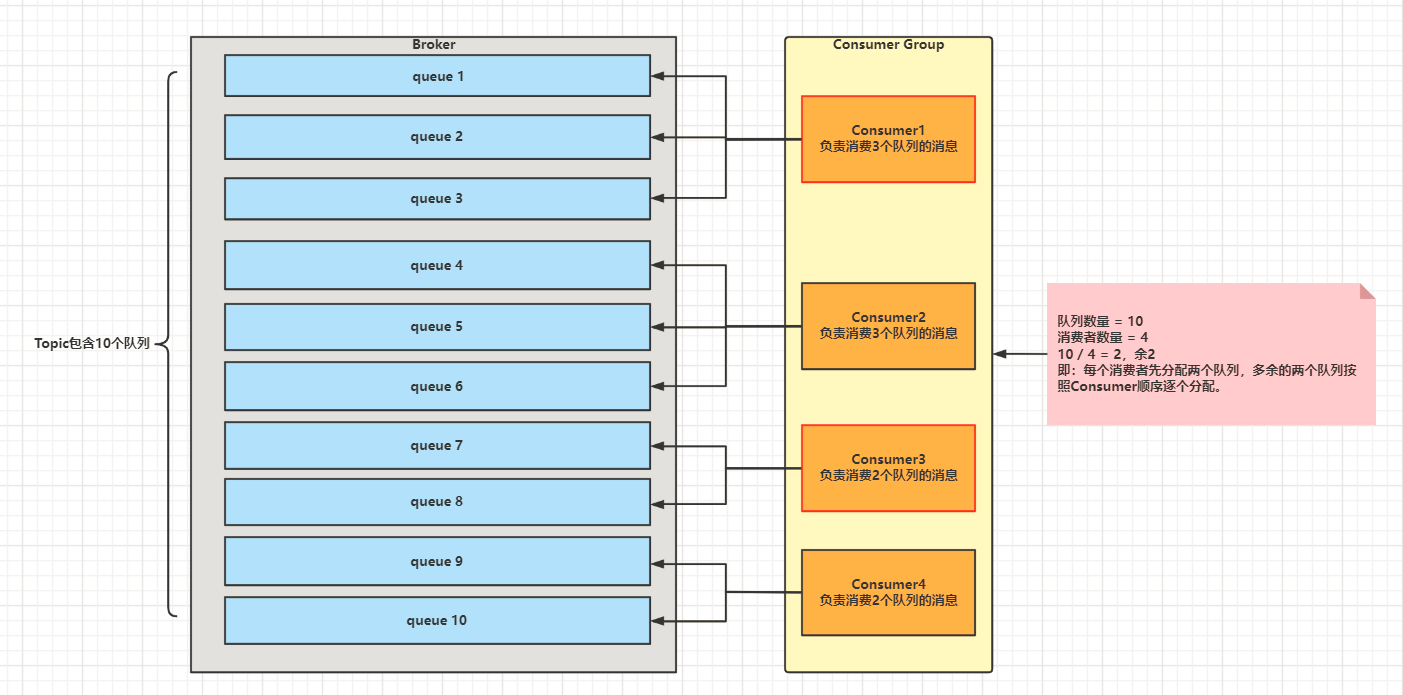 Topic包含10个队列
Broker
queue 1
queue 2
queue 3
queue 4
queue 5
queue 6
queue 7
queue 8
queue 9
queue 10
Consumer Group
Consumer1
负责消费3个队列的消息
Consumer2
负责消费3个队列的消息
Consumer3
负责消费2个队列的消息
Consumer4
负责消费2个队列的消息
队列数量 = 10
消费者数量 = 4
10 / 4 = 2，余2
即：每个消费者先分配两个队列，多余的两个队列按
照Consumer顺序逐个分配。